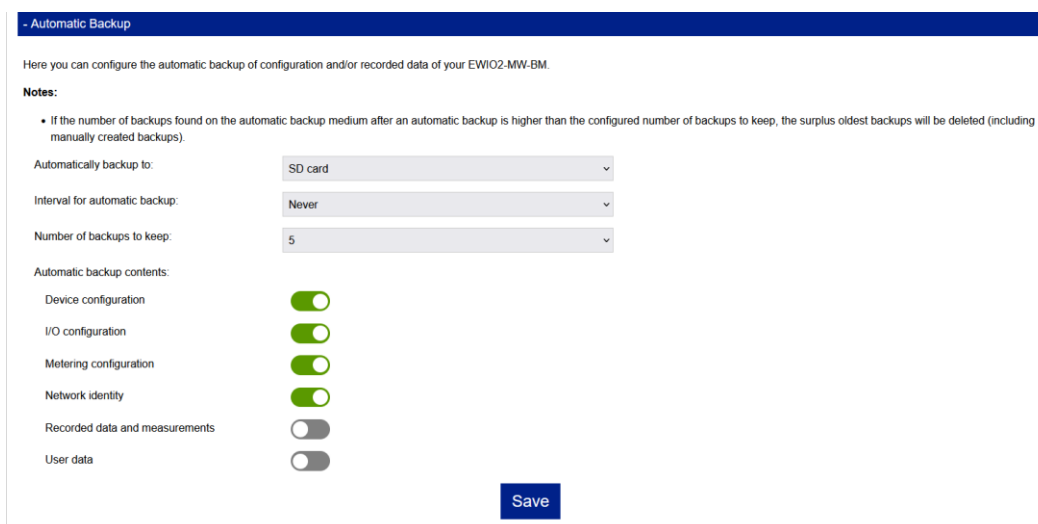 - Automatic Backup
Here you can configure the automatic backup of configuration and/or recorded data of your EWIO2-MW-BM.
Notes:
• If the number of backups found on the automatic backup medium after an automatic backup is higher than the configured number of backups to keep, the surplus oldest backups will be deleted (including
manually created backups).
Automatically backup to: SD card
Interval for automatic backup: Never
Number of backups to keep: 5
Automatic backup contents:
Device configuration
I/O configuration
Metering configuration
Network identity
Recorded data and measurements
User data
Save